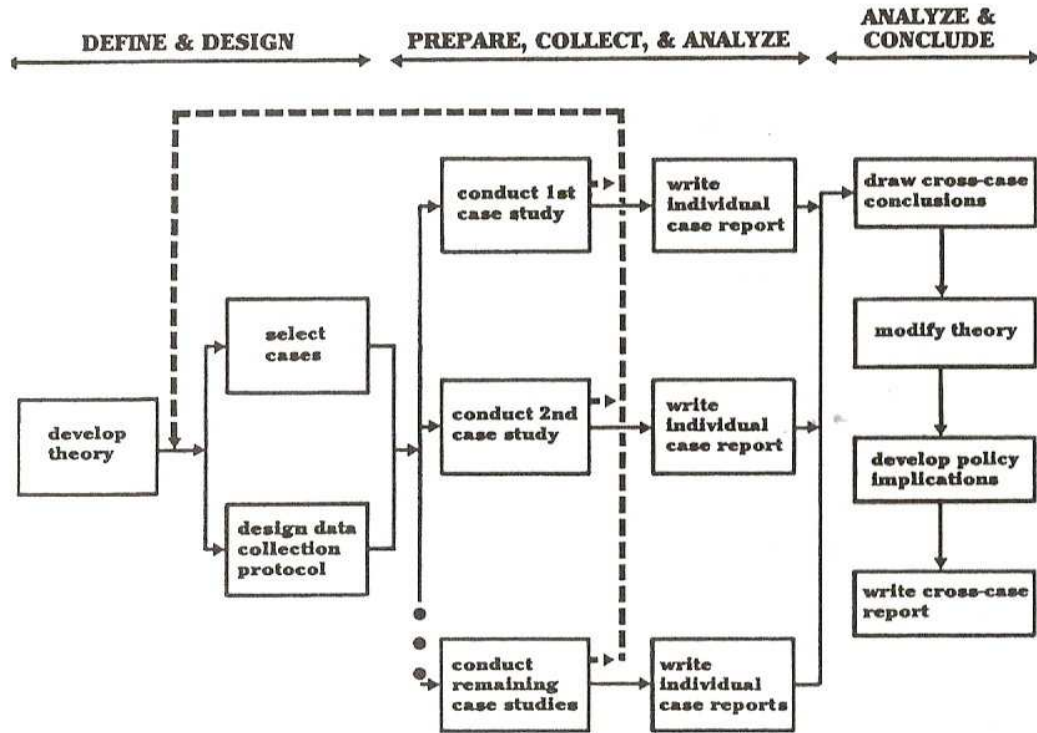 DEFINE & DESIGN
PREPARE, COLLECT, & ANALYZE
ANALYZE &
CONCLUDE
develop
theory
select
cases
design data
collection
protocol
conduct 1st
case study
write
individual
case report
conduct 2nd
case study
write
individual
case report
conduct
remaining
case studies
write
individual
case reports
draw cross-case
conclusions
modify theory
develop policy
implications
write cross-case
report